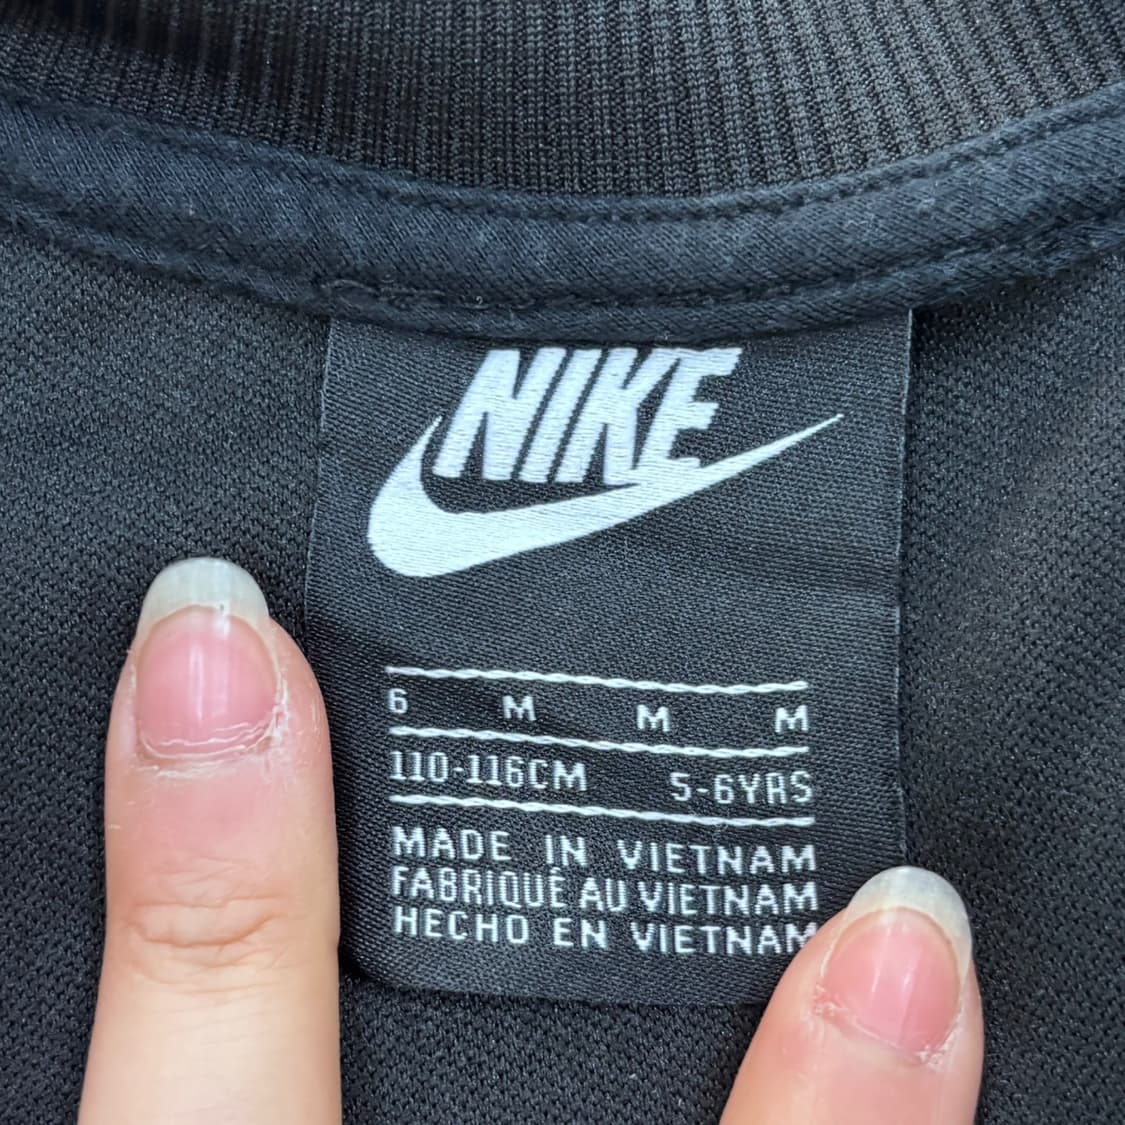 NIKE
6 M M M
110-116CM 5-6YRS
MADE IN VIETNAM
FABRIQUÉ AU VIETNAM
HECHO EN VIETNAM